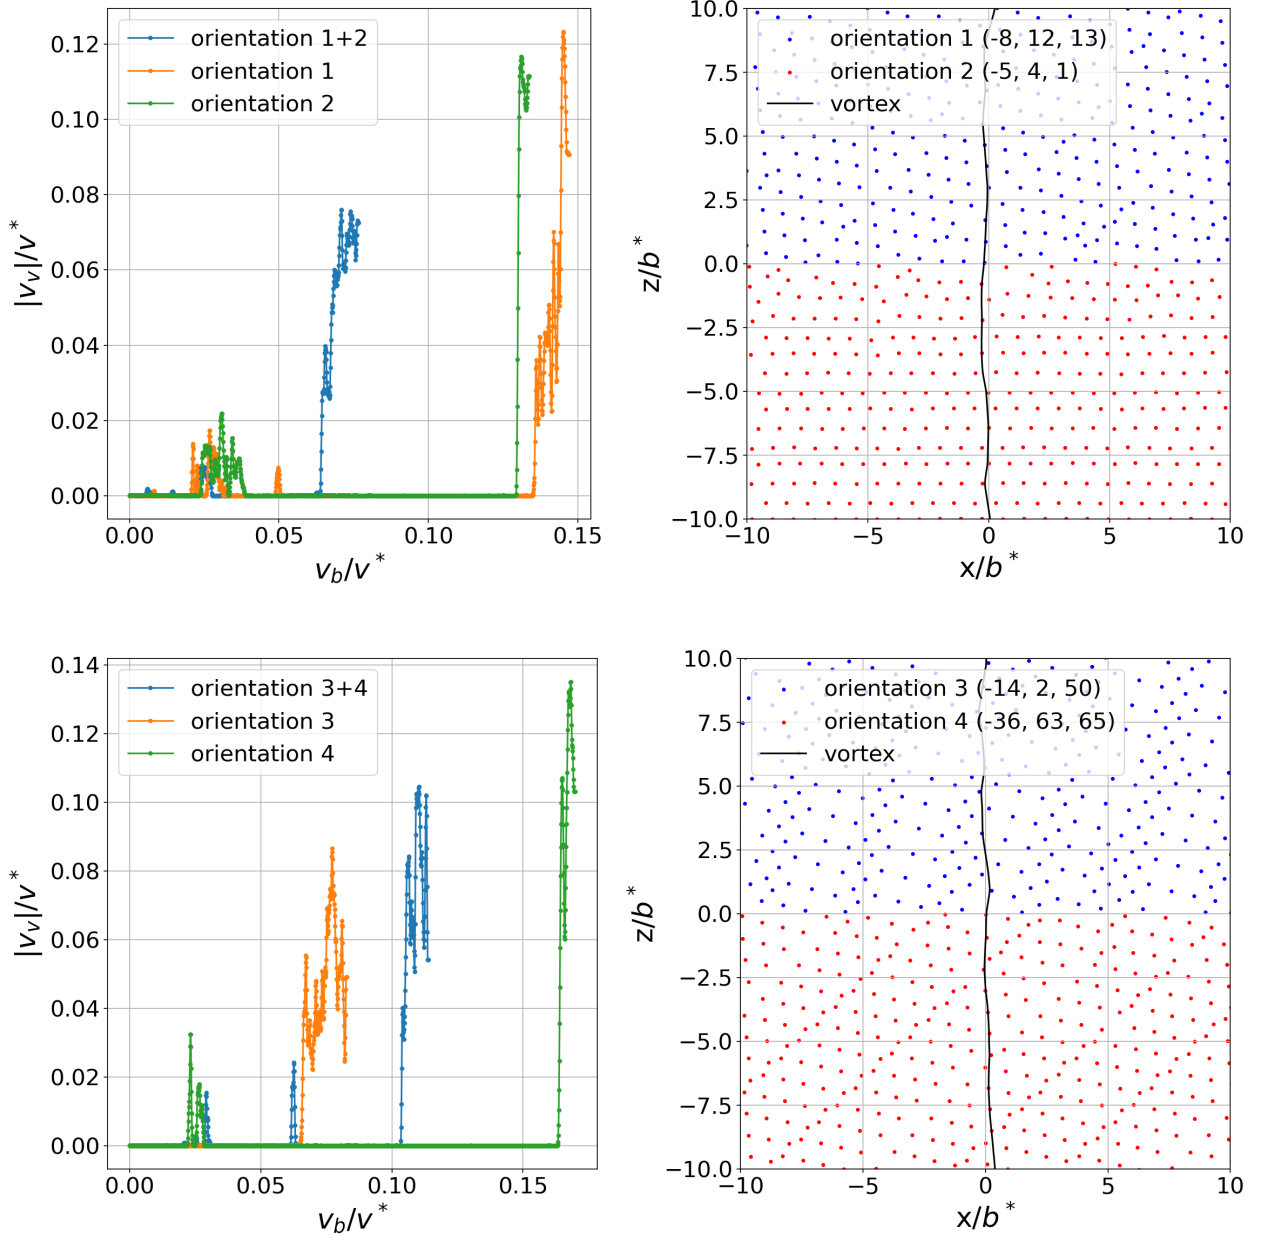 orientation 1+2
orientation 1
orientation 2
0.12
0.10
0.08
0.06
0.04
0.02
0.00
|v_v|/v*
0.00 0.05 0.10 0.15
v_b/v*
orientation 1 (-8, 12, 13)
orientation 2 (-5, 4, 1)
vortex
10.0
7.5
5.0
2.5
0.0
−2.5
−5.0
−7.5
−10.0
z/b*
−10 −5 0 5 10
x/b*
orientation 3+4
orientation 3
orientation 4
0.14
0.12
0.10
0.08
0.06
0.04
0.02
0.00
|v_v|/v*
0.00 0.05 0.10 0.15
v_b/v*
orientation 3 (-14, 2, 50)
orientation 4 (-36, 63, 65)
vortex
10.0
7.5
5.0
2.5
0.0
−2.5
−5.0
−7.5
−10.0
z/b*
−10 −5 0 5 10
x/b*